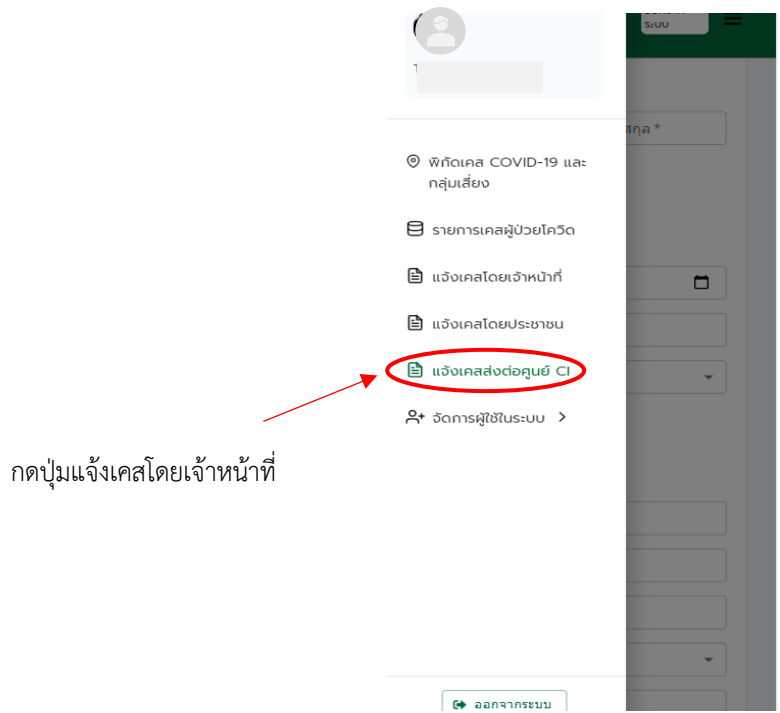 ระบบ
สกุล *
พิกัดเคส COVID-19 และ
กลุ่มเสี่ยง
รายการเคสผู้ป่วยโควิด
แจ้งเคสโดยเจ้าหน้าที่
แจ้งเคสโดยประชาชน
แจ้งเคสส่งต่อศูนย์ CI
จัดการผู้ใช้ในระบบ
กดปุ่มแจ้งเคสโดยเจ้าหน้าที่
ออกจากระบบ